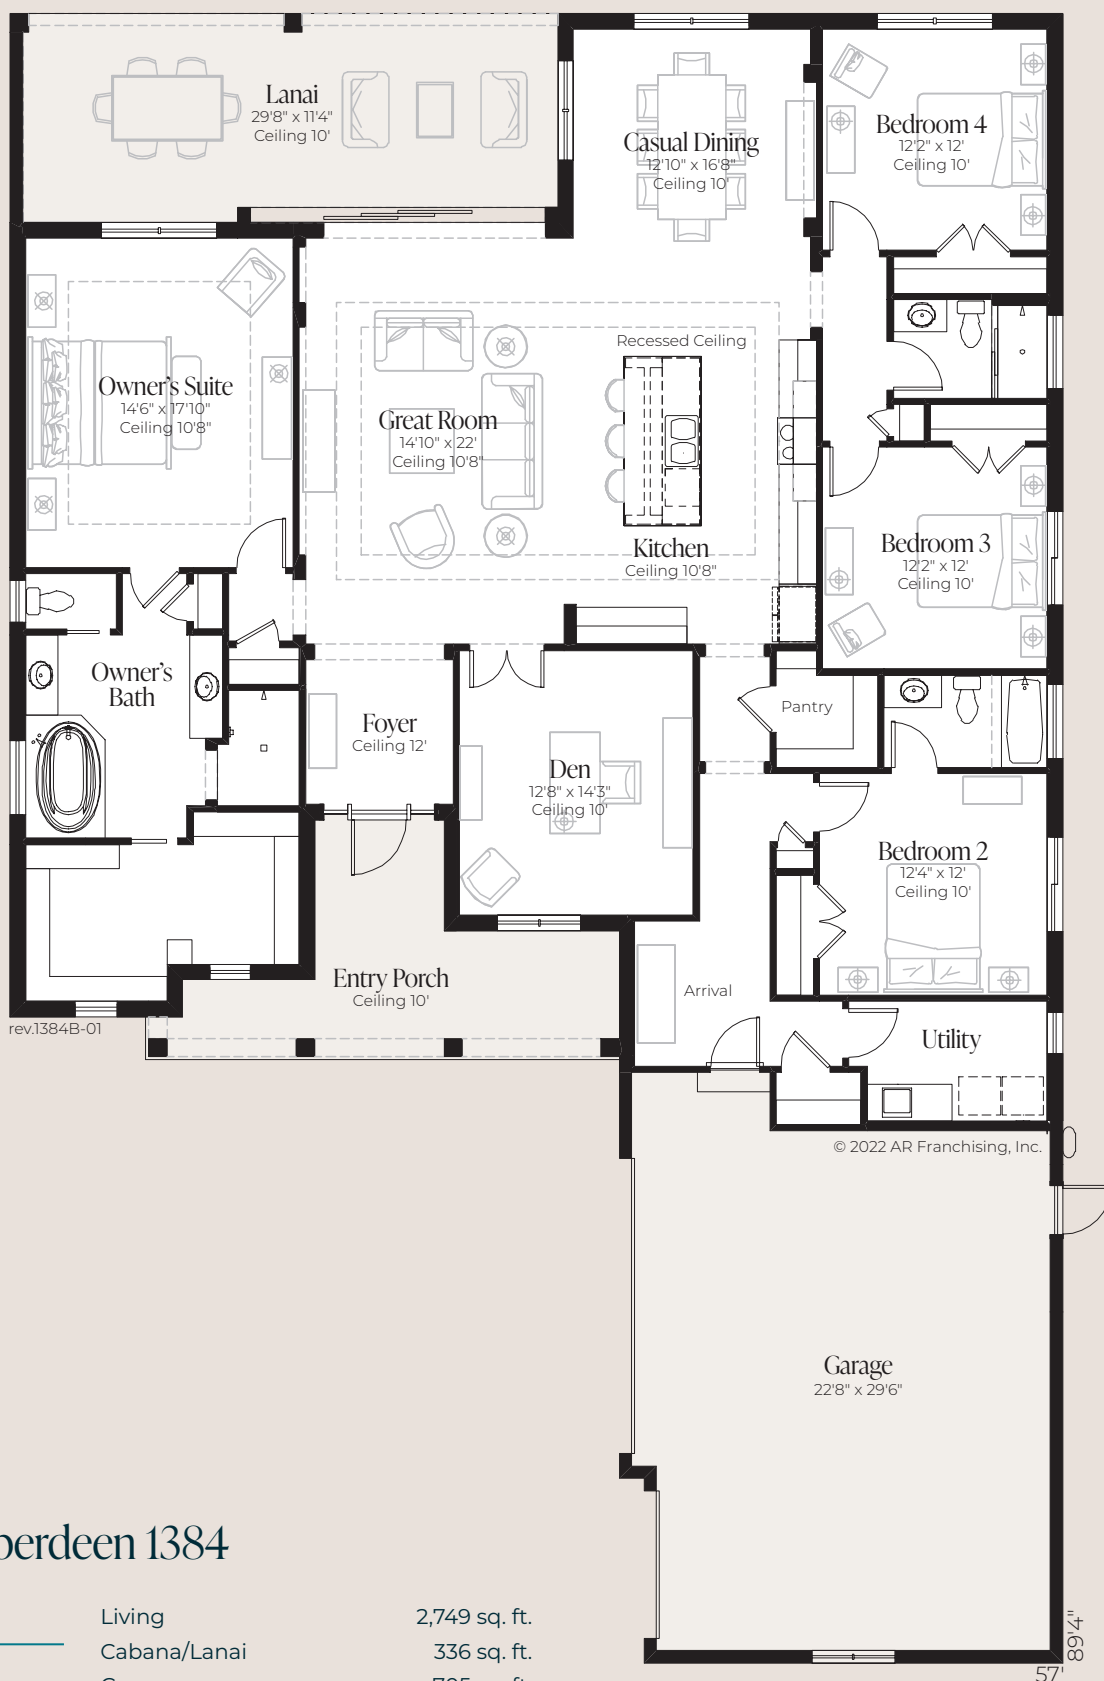 Lanai
29'8" x 11'4"
Ceiling 10'
Casual Dining
12'10" x 16'8"
Ceiling 10'
Bedroom 4
12'2" x 12'
Ceiling 10'
Recessed Ceiling
Owner's Suite
14'6" x 17'10"
Ceiling 10'8"
Great Room
14'10" x 22'
Ceiling 10'8"
Kitchen
Ceiling 10'8"
Bedroom 3
12'2" x 12'
Ceiling 10'
Owner's
Bath
Foyer
Ceiling 12'
Pantry
Den
12'8" x 14'3"
Ceiling 10'
Bedroom 2
12'4" x 12'
Ceiling 10'
Entry Porch
Ceiling 10'
Arrival
rev.1384B-01
Utility
© 2022 AR Franchising, Inc.
Garage
22'8" x 29'6"
berdeen 1384
Living 2,749 sq. ft.
Cabana/Lanai 336 sq. ft.
89'4"
57'